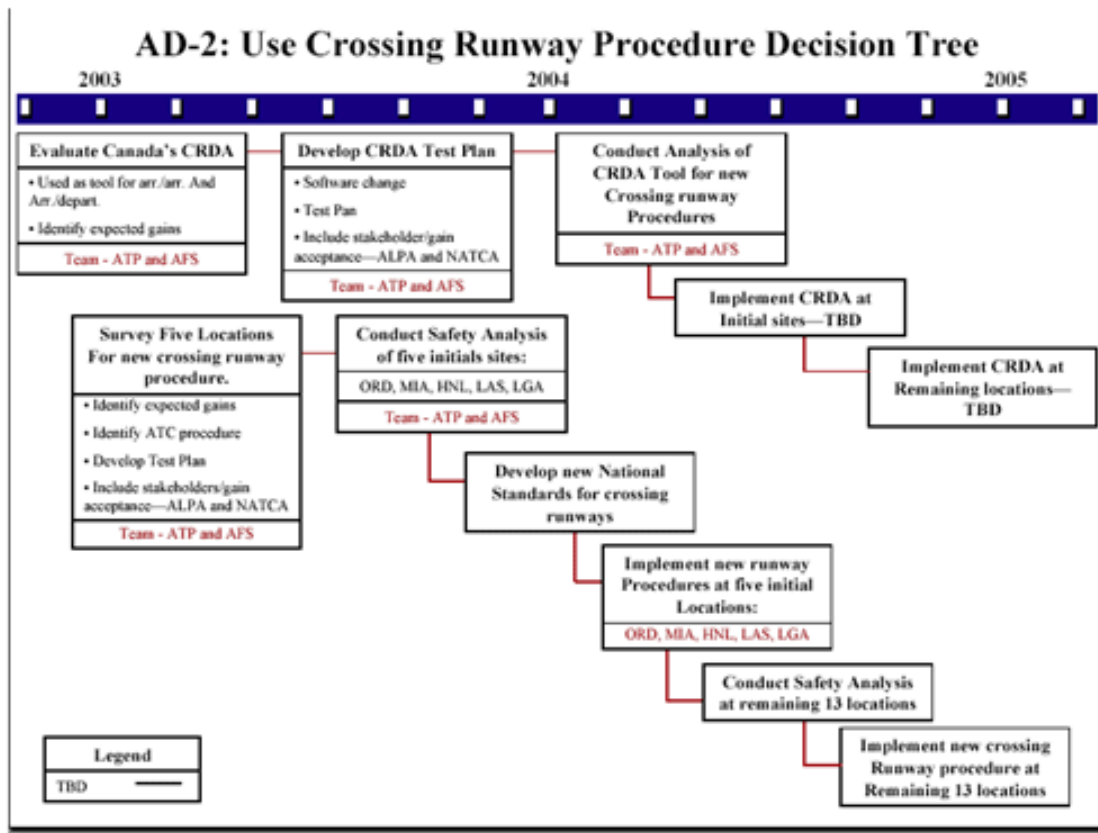 AD-2: Use Crossing Runway Procedure Decision Tree
2003
2004
2005
Evaluate Canada's CRDA
• Used as tool for arr./arr. And
Arr./depart.
• Identify expected gains
Team - ATP and AFS
Develop CRDA Test Plan
• Software change
• Test Pan
• Include stakeholder/gain
acceptance—ALPA and NATCA
Team - ATP and AFS
Conduct Analysis of
CRDA Tool for new
Crossing runway
Procedures
Team - ATP and AFS
Implement CRDA at
Initial sites—TBD
Implement CRDA at
Remaining locations—
TBD
Survey Five Locations
For new crossing runway
procedure.
• Identify expected gains
• Identify ATC procedure
• Develop Test Plan
• Include stakeholders/gain
acceptance—ALPA and NATCA
Team - ATP and AFS
Conduct Safety Analysis
of five initials sites:
ORD, MIA, HNL, LAS, LGA
Team - ATP and AFS
Develop new National
Standards for crossing
runways
Implement new runway
Procedures at five initial
Locations:
ORD, MIA, HNL, LAS, LGA
Conduct Safety Analysis
at remaining 13 locations
Implement new crossing
Runway procedure at
Remaining 13 locations
Legend
TBD